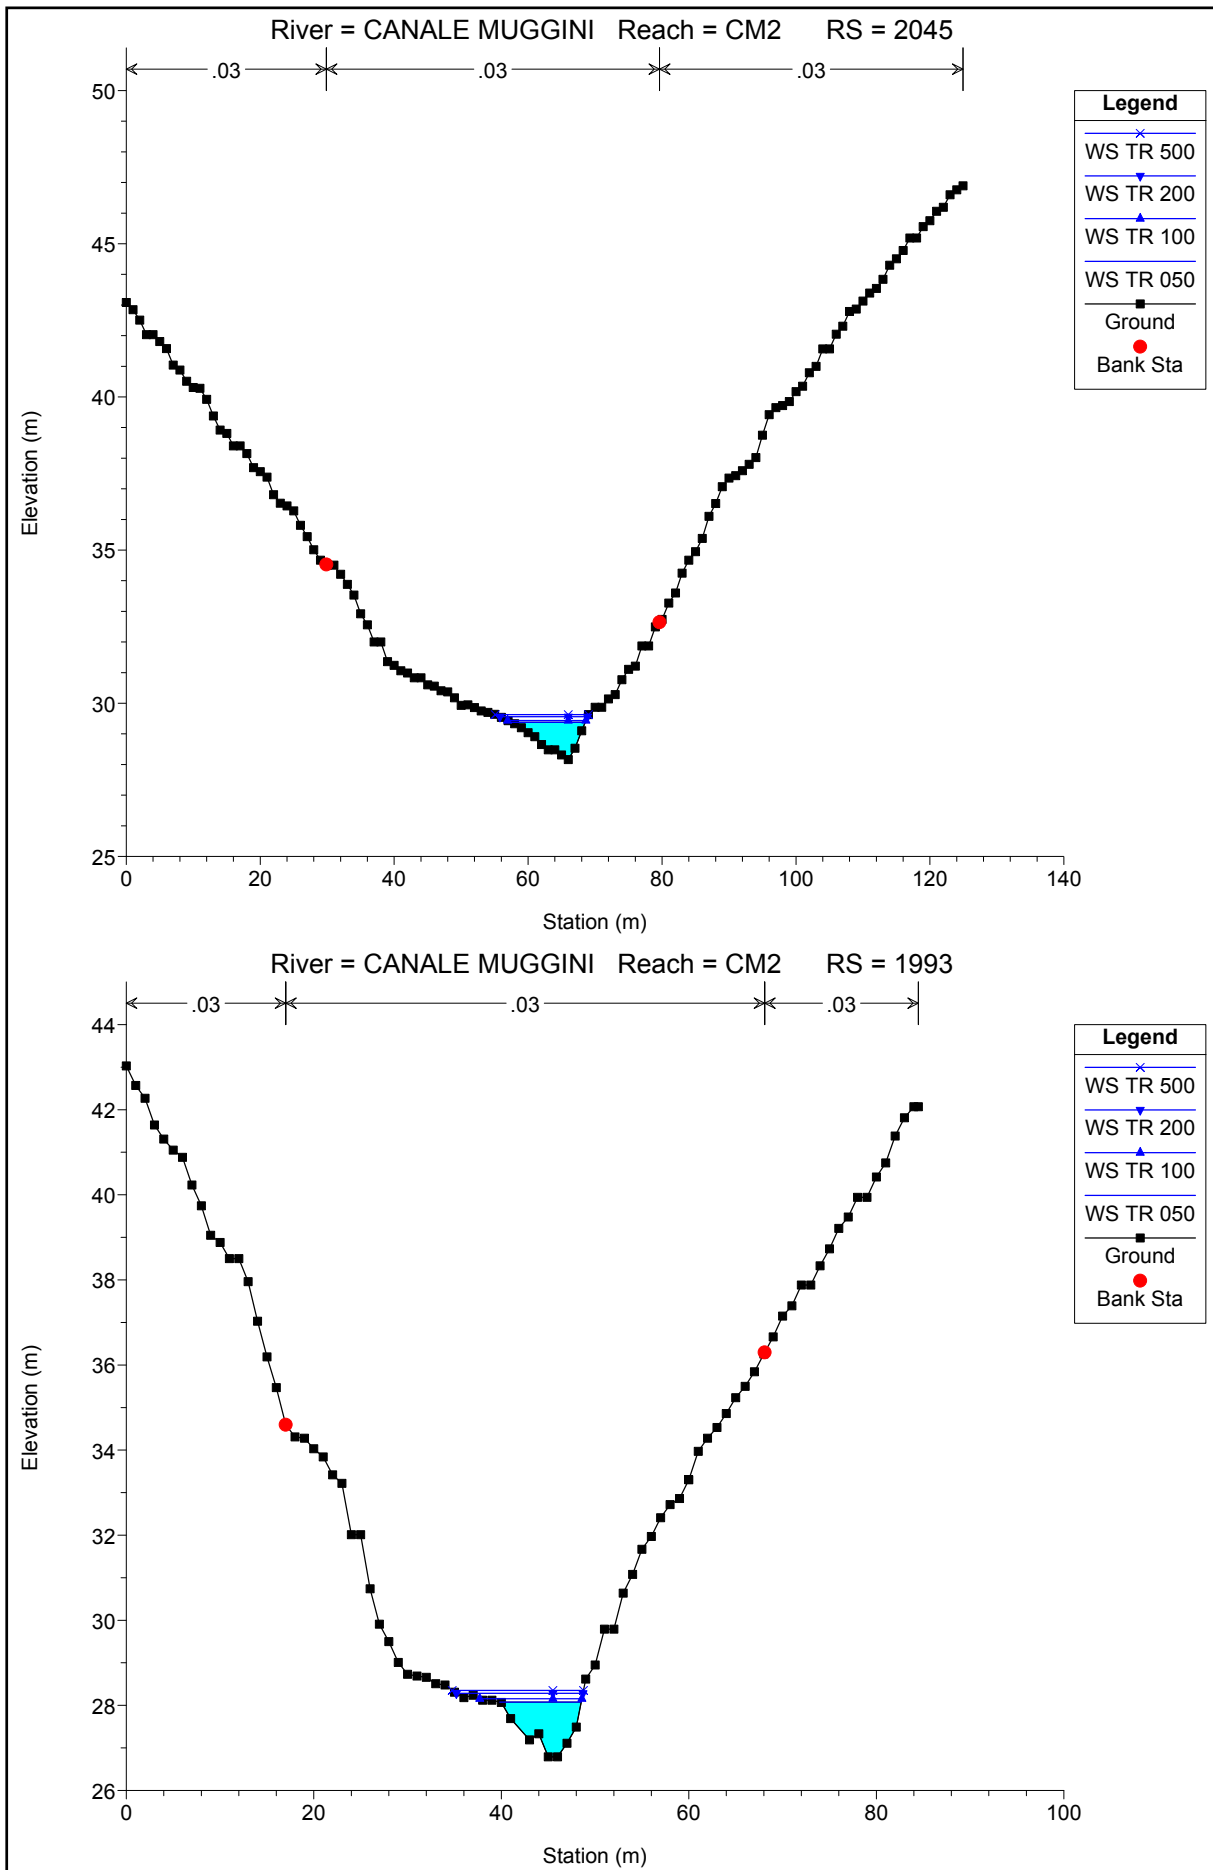 River = CANALE MUGGINI   Reach = CM2   RS = 2045
.03   .03   .03
50
45
40
35
30
25
0   20   40   60   80   100   120   140
Elevation (m)
Station (m)
Legend
WS TR 500
WS TR 200
WS TR 100
WS TR 050
Ground
Bank Sta
River = CANALE MUGGINI   Reach = CM2   RS = 1993
.03   .03   .03
44
42
40
38
36
34
32
30
28
26
0   20   40   60   80   100
Elevation (m)
Station (m)
Legend
WS TR 500
WS TR 200
WS TR 100
WS TR 050
Ground
Bank Sta